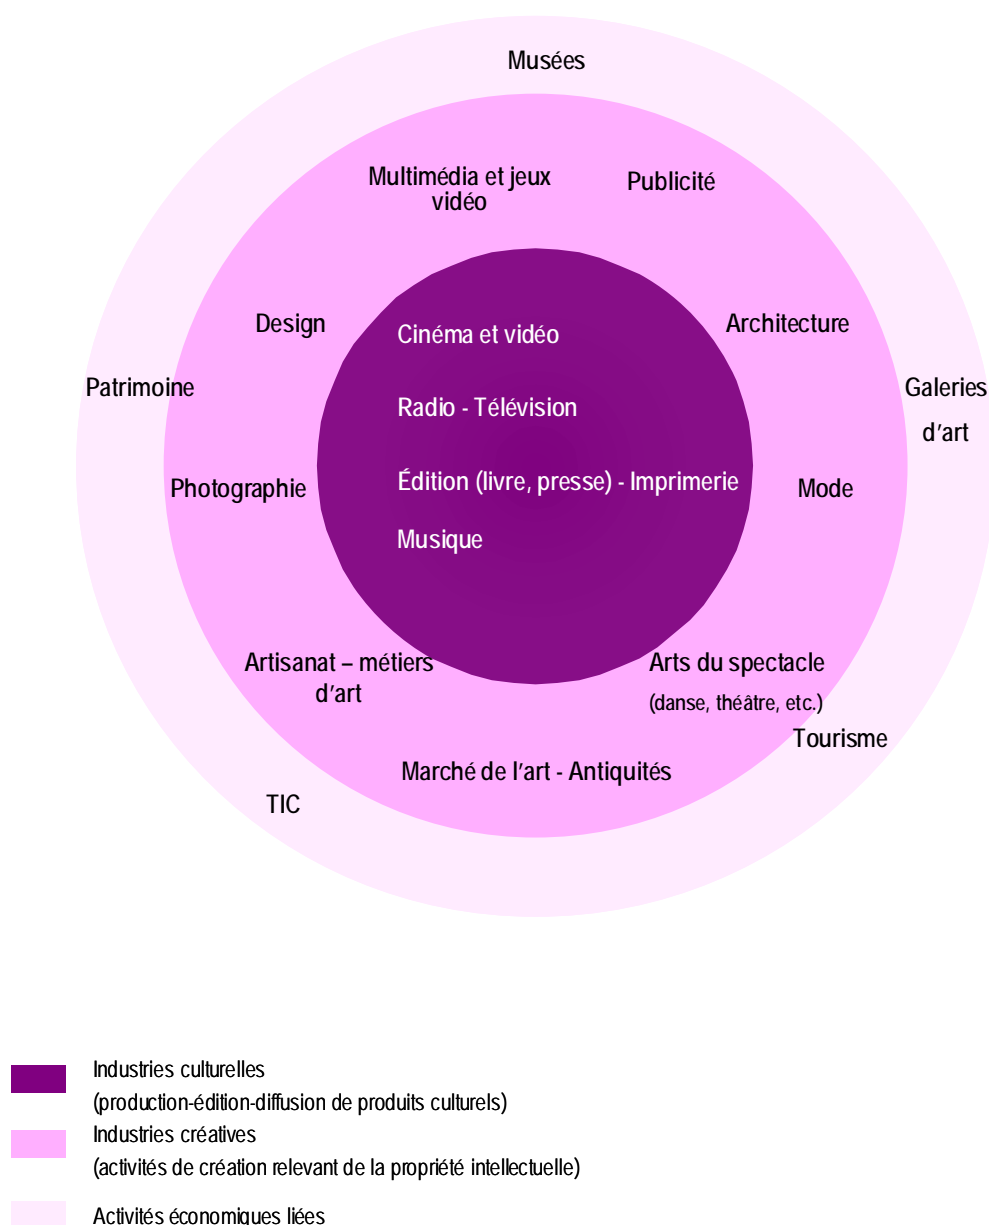 Musées
Multimédia et jeux
vidéo
Publicité
Design
Architecture
Cinéma et vidéo
Patrimoine
Galeries
d’art
Radio - Télévision
Photographie
Édition (livre, presse) - Imprimerie
Mode
Musique
Artisanat – métiers
d’art
Arts du spectacle
(danse, théâtre, etc.)
Tourisme
Marché de l’art - Antiquités
TIC
Industries culturelles
(production-édition-diffusion de produits culturels)
Industries créatives
(activités de création relevant de la propriété intellectuelle)
Activités économiques liées